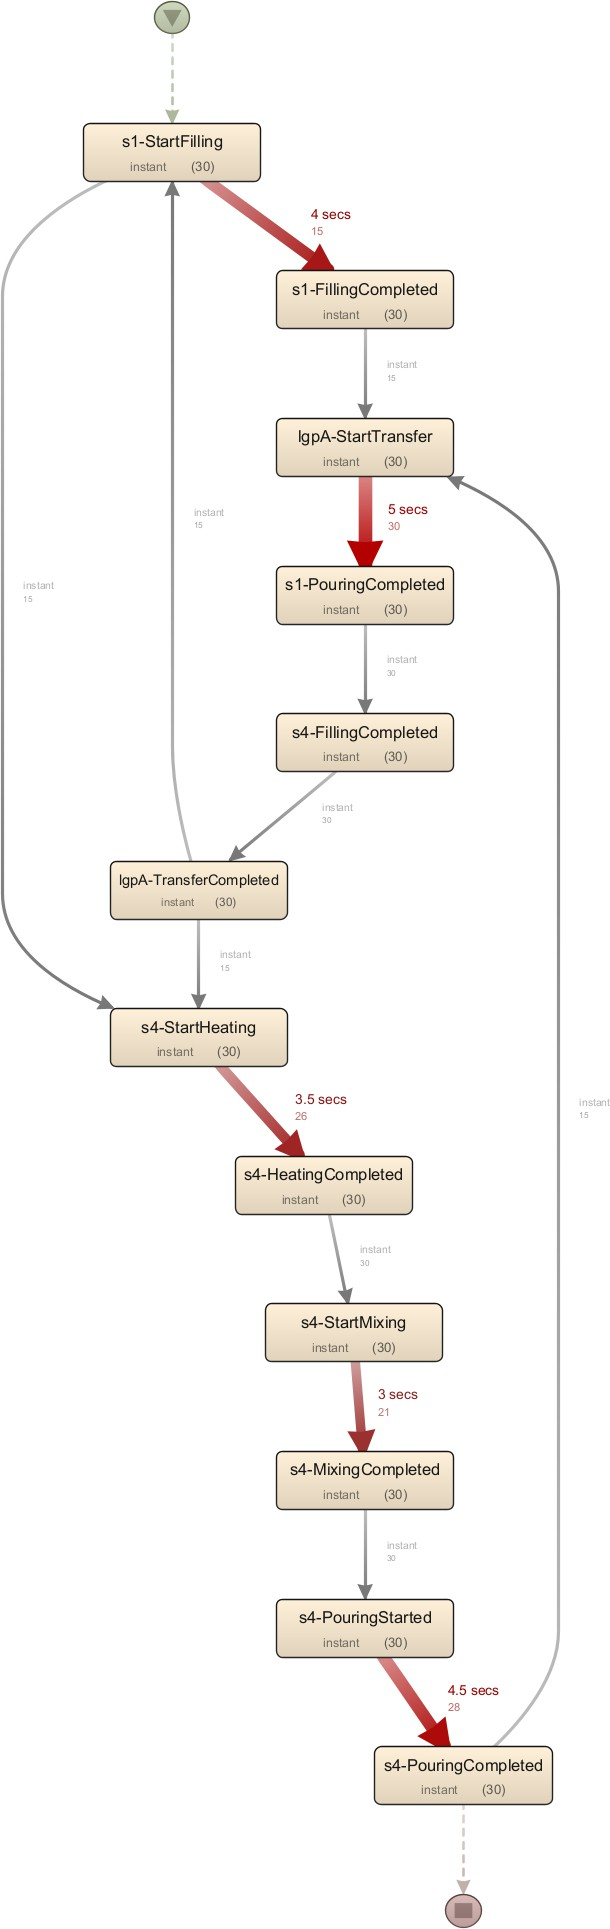 s1-StartFilling
instant (30)
4 secs
15
s1-FillingCompleted
instant (30)
instant
15
lgpA-StartTransfer
instant (30)
5 secs
30
instant
15
instant
15
s1-PouringCompleted
instant (30)
instant
30
s4-FillingCompleted
instant (30)
instant
30
lgpA-TransferCompleted
instant (30)
instant
15
s4-StartHeating
instant (30)
3.5 secs
26
instant
15
s4-HeatingCompleted
instant (30)
instant
30
s4-StartMixing
instant (30)
3 secs
21
s4-MixingCompleted
instant (30)
instant
30
s4-PouringStarted
instant (30)
4.5 secs
28
s4-PouringCompleted
instant (30)